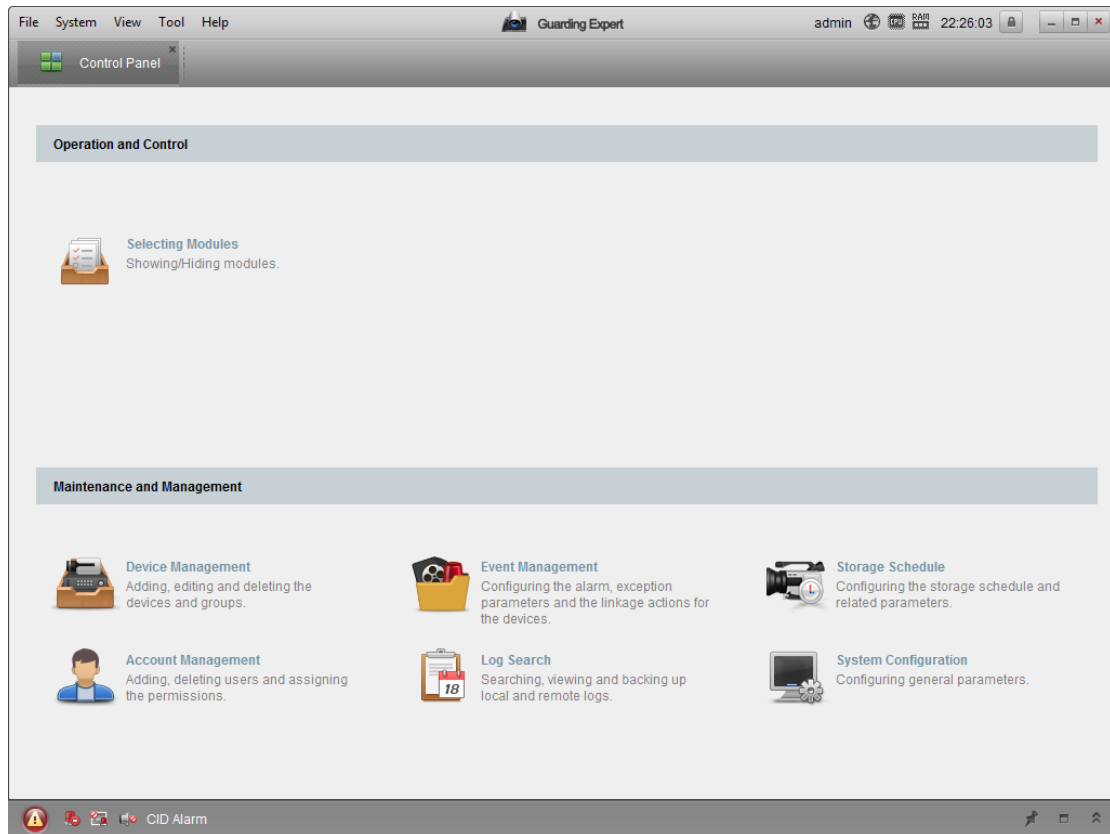 File System View Tool Help Guarding Expert admin CPU RAM 22:26:03
Control Panel
Operation and Control
Selecting Modules
Showing/Hiding modules.
Maintenance and Management
Device Management
Adding, editing and deleting the
devices and groups.
Event Management
Configuring the alarm, exception
parameters and the linkage actions for
the devices.
Storage Schedule
Configuring the storage schedule and
related parameters.
Account Management
Adding, deleting users and assigning
the permissions.
18
Log Search
Searching, viewing and backing up
local and remote logs.
System Configuration
Configuring general parameters.
CID Alarm